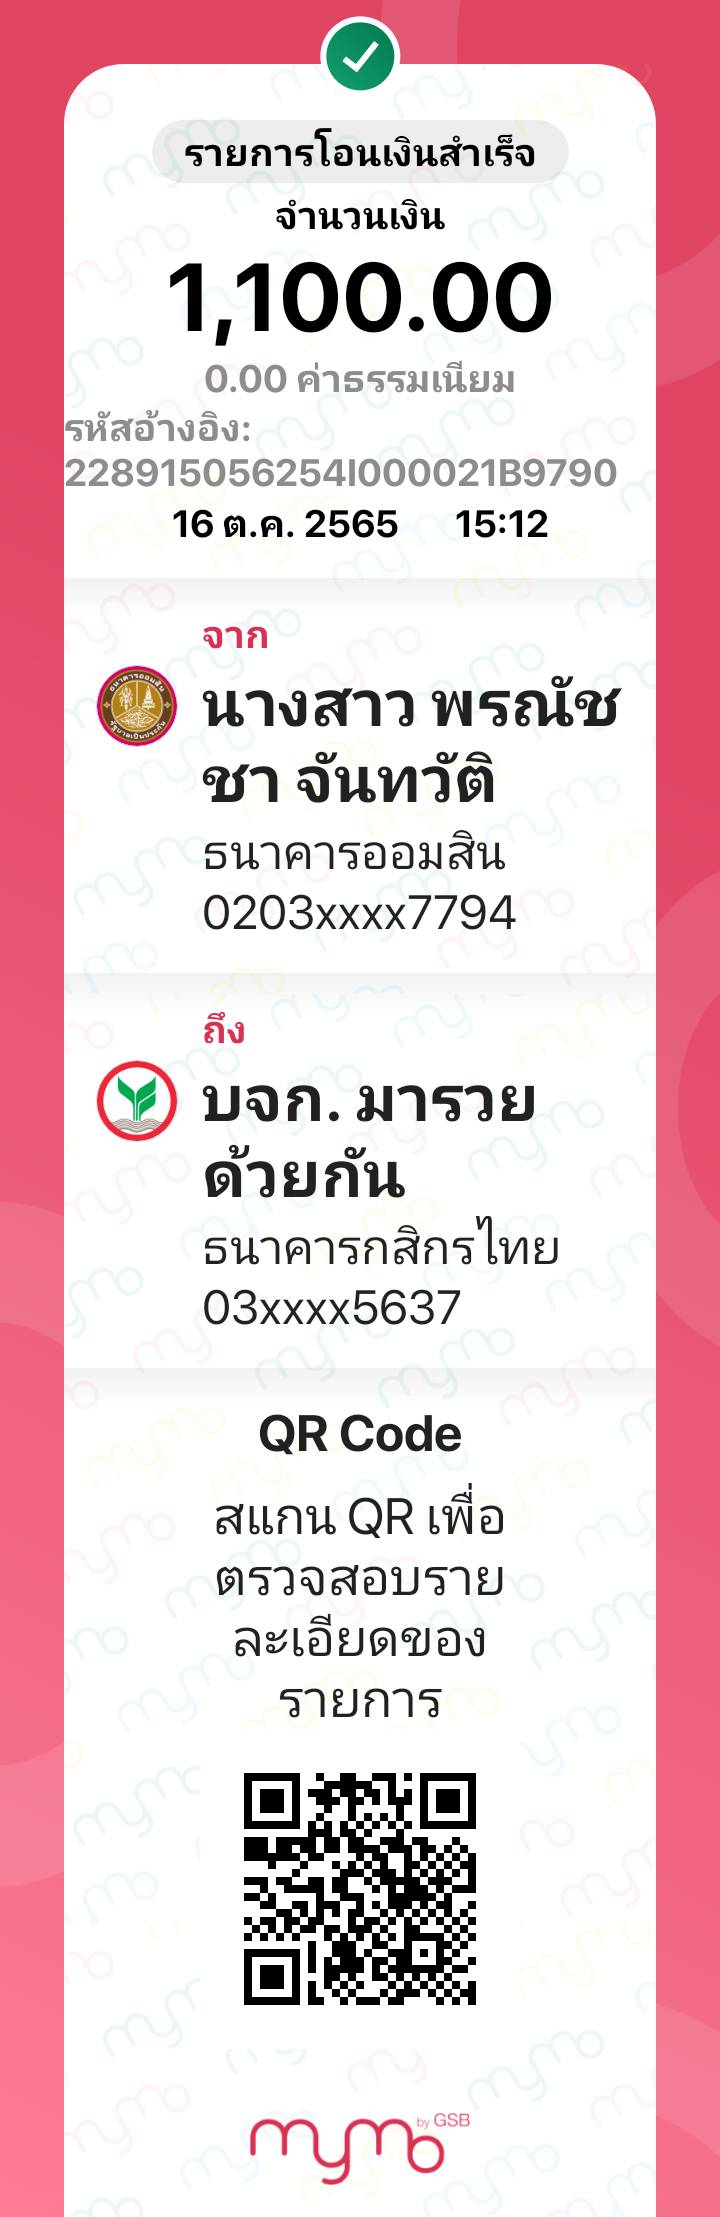 รายการโอนเงินสำเร็จ
จำนวนเงิน
1,100.00
0.00 ค่าธรรมเนียม
รหัสอ้างอิง:
228915056254I000021B9790
16 ต.ค. 2565 15:12
จาก
นางสาว พรณัช
ชา จันทวัติ
ธนาคารออมสิน
0203xxxx7794
ถึง
บจก. มารวย
ด้วยกัน
ธนาคารกสิกรไทย
03xxxx5637
QR Code
สแกน QR เพื่อ
ตรวจสอบราย
ละเอียดของ
รายการ
mymo by GSB